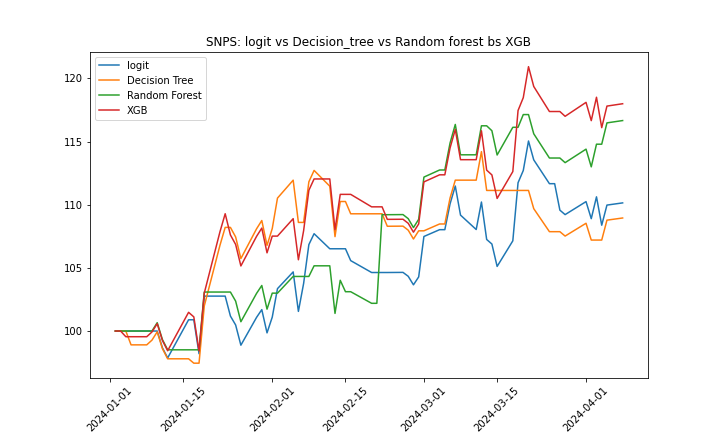 SNPS: logit vs Decision_tree vs Random forest bs XGB
logit
Decision Tree
Random Forest
XGB
120
115
110
105
100
2024-01-01
2024-01-15
2024-02-01
2024-02-15
2024-03-01
2024-03-15
2024-04-01